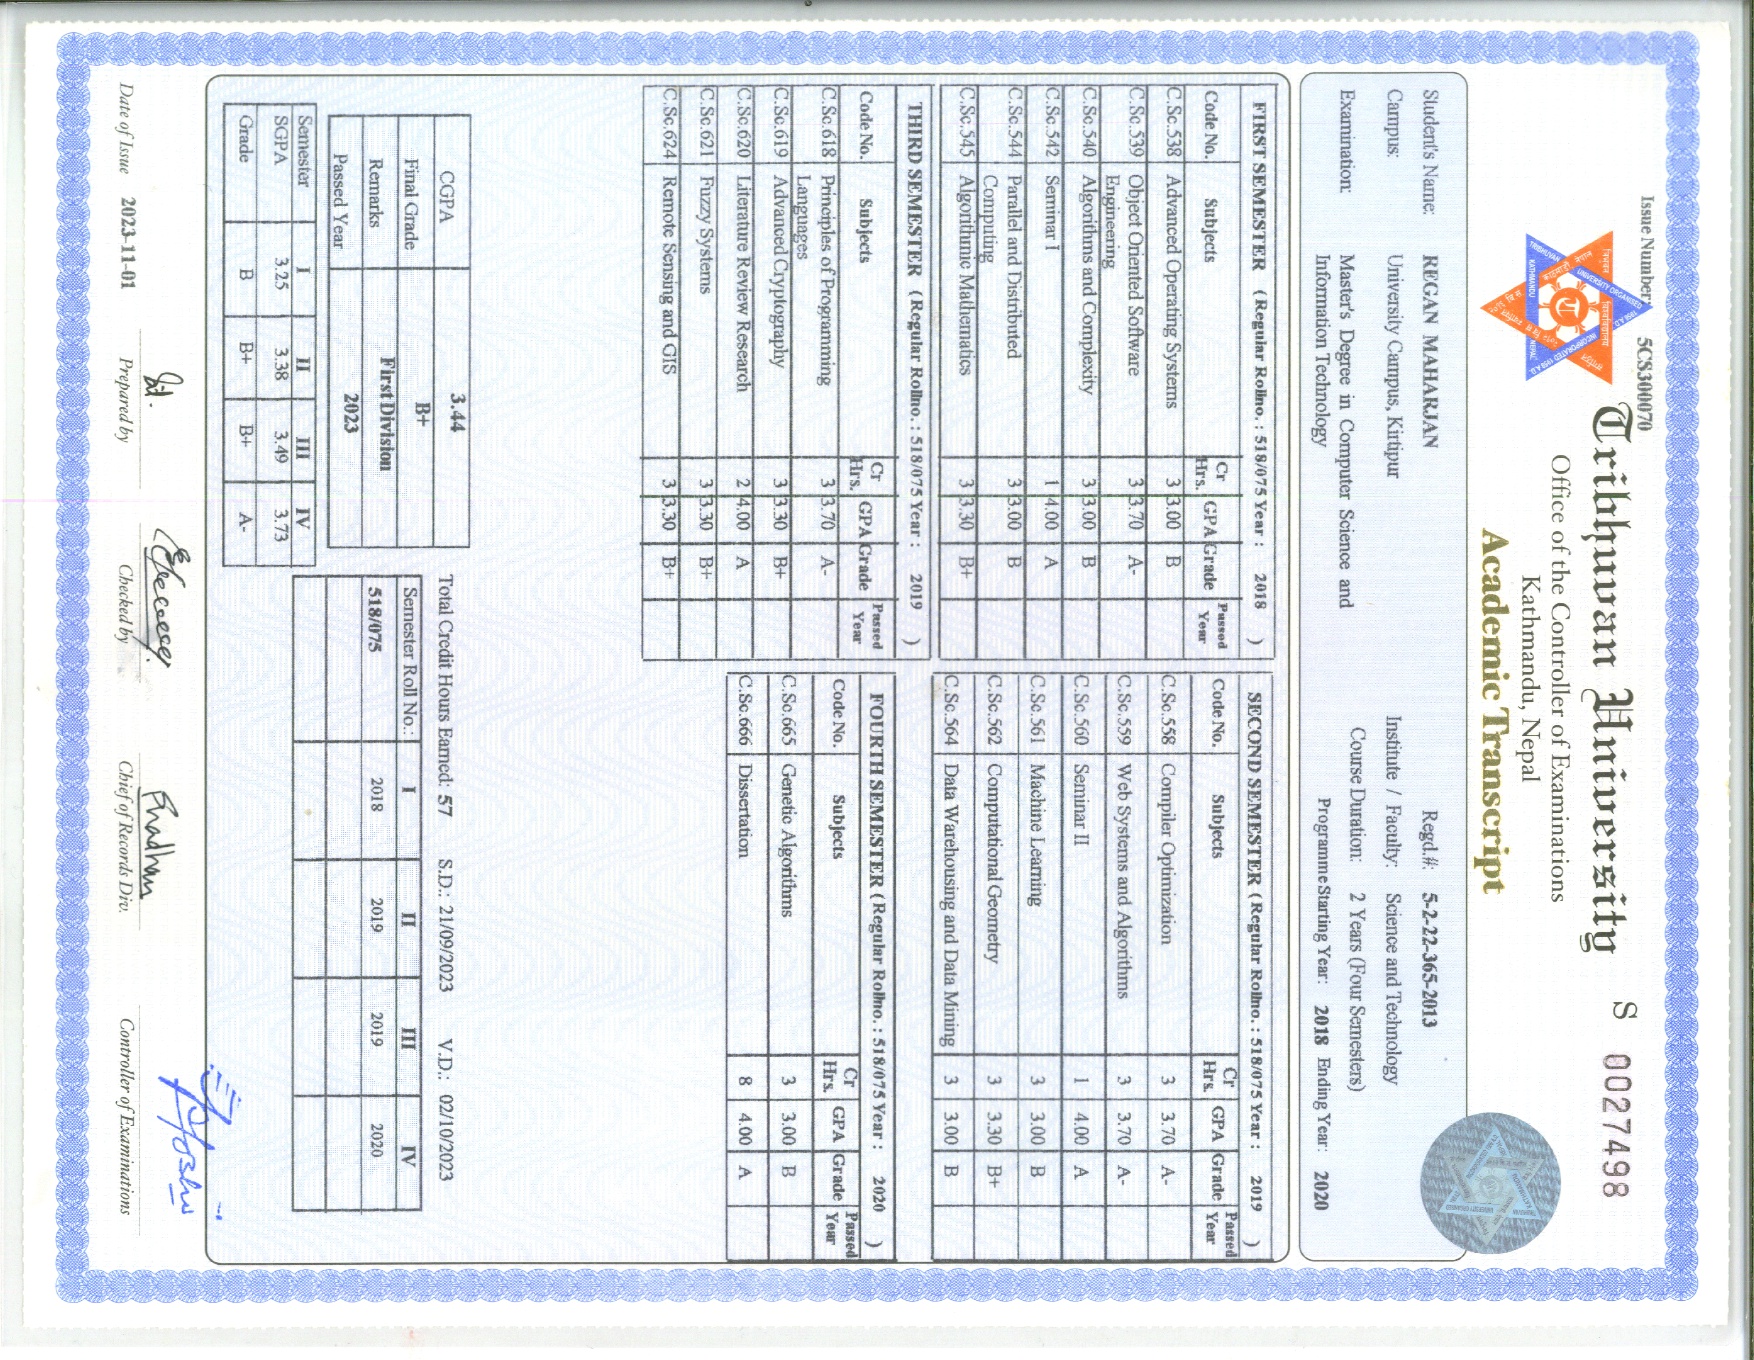 Issue Number: 5CS300070
Tribhuvan University
S 0027498
Office of the Controller of Examinations
Kathmandu, Nepal
Academic Transcript
Student's Name: REGAN MAHARJAN Regd.#: 5-2-22-365-2013
Campus: University Campus, Kirtipur Institute / Faculty: Science and Technology
Examination: Master's Degree in Computer Science and Information Technology Course Duration: 2 Years (Four Semesters)
Programme Starting Year: 2018 Ending Year: 2020
FIRST SEMESTER (Regular Rollno. : 518/075 Year : 2018 )
Code No. Subjects Cr Hrs. GPA Grade Passed Year
C.Sc.538 Advanced Operating Systems 3 3.00 B
C.Sc.539 Object Oriented Software Engineering 3 3.70 A-
C.Sc.540 Algorithms and Complexity 3 3.00 B
C.Sc.542 Seminar I 1 4.00 A
C.Sc.544 Parallel and Distributed Computing 3 3.00 B
C.Sc.545 Algorithmic Mathematics 3 3.30 B+
SECOND SEMESTER (Regular Rollno. : 518/075 Year : 2019 )
Code No. Subjects Cr Hrs. GPA Grade Passed Year
C.Sc.558 Compiler Optimization 3 3.70 A-
C.Sc.559 Web Systems and Algorithms 3 3.70 A-
C.Sc.560 Seminar II 1 4.00 A
C.Sc.561 Machine Learning 3 3.00 B
C.Sc.562 Computational Geometry 3 3.30 B+
C.Sc.564 Data Warehousing and Data Mining 3 3.00 B
THIRD SEMESTER (Regular Rollno. : 518/075 Year : 2019 )
Code No. Subjects Cr Hrs. GPA Grade Passed Year
C.Sc.618 Principles of Programming Languages 3 3.70 A-
C.Sc.619 Advanced Cryptography 3 3.30 B+
C.Sc.620 Literature Review Research 2 4.00 A
C.Sc.621 Fuzzy Systems 3 3.30 B+
C.Sc.624 Remote Sensing and GIS 3 3.30 B+
FOURTH SEMESTER (Regular Rollno. : 518/075 Year : 2020 )
Code No. Subjects Cr Hrs. GPA Grade Passed Year
C.Sc.665 Genetic Algorithms 3 3.00 B
C.Sc.666 Dissertation 8 4.00 A
CGPA 3.44
Final Grade B+
Remarks First Division
Passed Year 2023
Total Credit Hours Earned: 57 S.D.: 21/09/2023 V.D.: 02/10/2023
Semester Roll No.: I II III IV
518/075 2018 2019 2019 2020
Semester I II III IV
SGPA 3.25 3.38 3.49 3.73
Grade B B+ B+ A-
Date of Issue 2023-11-01 Prepared by Checked by Chief of Records Div. Controller of Examinations